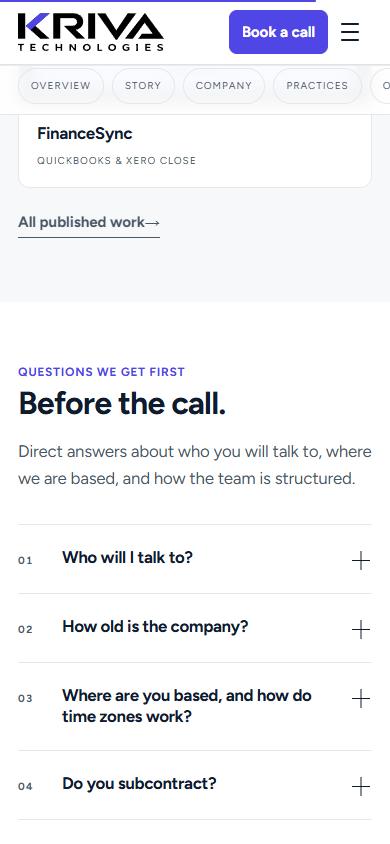 KRIVA
TECHNOLOGIES
Book a call
OVERVIEW
STORY
COMPANY
PRACTICES
FinanceSync
QUICKBOOKS & XERO CLOSE
All published work→
QUESTIONS WE GET FIRST
Before the call.
Direct answers about who you will talk to, where
we are based, and how the team is structured.
01 Who will I talk to?
02 How old is the company?
03 Where are you based, and how do
time zones work?
04 Do you subcontract?